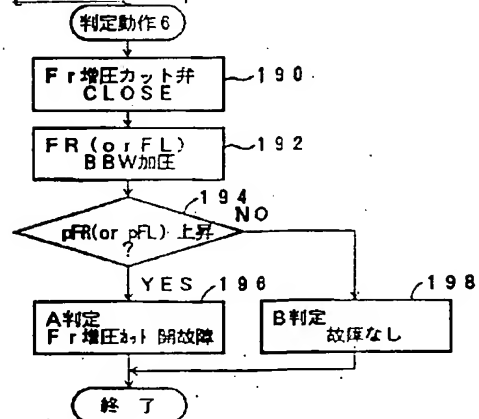 判定動作6
Fr増圧カット弁
CLOSE
190
FR(orFL)
BBW加圧
192
194
pFR(or pFL) 上昇
?
NO
YES
196
A判定
Fr増圧カット 開故障
198
B判定
故障なし
終了